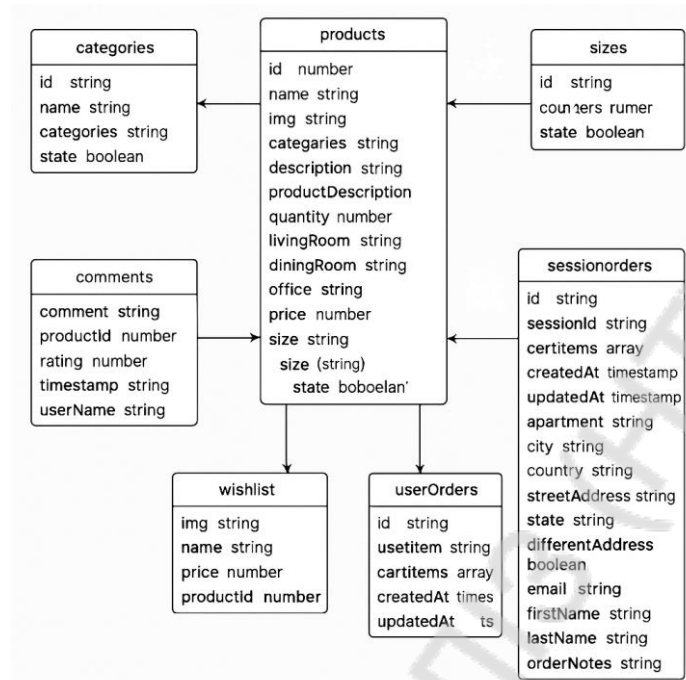 categories
id string
name string
categories string
state boolean
products
id number
name string
img string
categaries string
description string
productDescription
quantity number
livingRoom string
diningRoom string
office string
price number
size string
size (string)
state boboelan'
sizes
id string
rumer
state boolean
comments
comment string
productId number
rating number
timestamp string
userName string
sessionorders
id string
sessionId string
certitems array
createdAt timestamp
updatedAt timestamp
apartment string
city string
country string
streetAddress string
state string
differentAddress
boolean
email string
firstName string
lastName string
orderNotes string
wishlist
img string
name string
price number
productId number
userOrders
id string
usetitem string
cartitems array
createdAt times
updatedAt ts